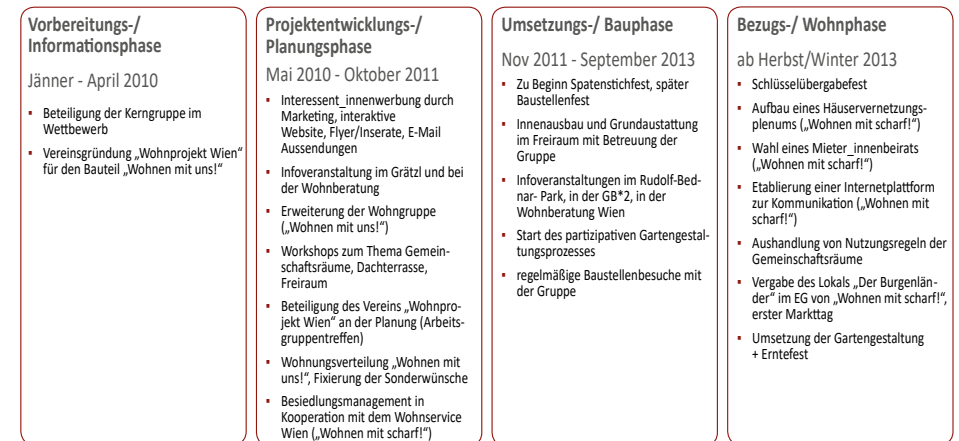 Vorbereitungs-/
Informationsphase
Jänner - April 2010
▪ Beteiligung der Kerngruppe im
Wettbewerb
▪ Vereinsgründung „Wohnprojekt Wien“
für den Bauteil „Wohnen mit uns!“
Projektentwicklungs-/
Planungsphase
Mai 2010 - Oktober 2011
▪ Interessent_innenwerbung durch
Marketing, interaktive
Website, Flyer/Inserate, E-Mail
Aussendungen
▪ Infoveranstaltung im Grätzl und bei
der Wohnberatung
▪ Erweiterung der Wohngruppe
(„Wohnen mit uns!“)
▪ Workshops zum Thema Gemein-
schaftsräume, Dachterrasse,
Freiraum
▪ Beteiligung des Vereins „Wohnpro-
jekt Wien“ an der Planung (Arbeits-
gruppentreffen)
▪ Wohnungsverteilung „Wohnen mit
uns!“, Fixierung der Sonderwünsche
▪ Besiedlungsmanagement in
Kooperation mit dem Wohnservice
Wien („Wohnen mit scharf!“)
Umsetzungs-/ Bauphase
Nov 2011 - September 2013
▪ Zu Beginn Spatenstichfest, später
Baustellenfest
▪ Innenausbau und Grundaustattung
im Freiraum mit Betreuung der
Gruppe
▪ Infoveranstaltungen im Rudolf-Bed-
nar- Park, in der GB*2, in der
Wohnberatung Wien
▪ Start des partizipativen Gartengestal-
tungsprozesses
▪ regelmäßige Baustellenbesuche mit
der Gruppe
Bezugs-/ Wohnphase
ab Herbst/Winter 2013
▪ Schlüsselübergabefest
▪ Aufbau eines Häuservernetzungs-
plenums („Wohnen mit scharf!“)
▪ Wahl eines Mieter_innenbeirats
(„Wohnen mit scharf!“)
▪ Etablierung einer Internetplattform
zur Kommunikation („Wohnen mit
scharf!“)
▪ Aushandlung von Nutzungsregeln der
Gemeinschaftsräume
▪ Vergabe des Lokals „Der Burgenlän-
der“ im EG von „Wohnen mit scharf!“,
erster Markttag
▪ Umsetzung der Gartengestaltung
+ Erntefest